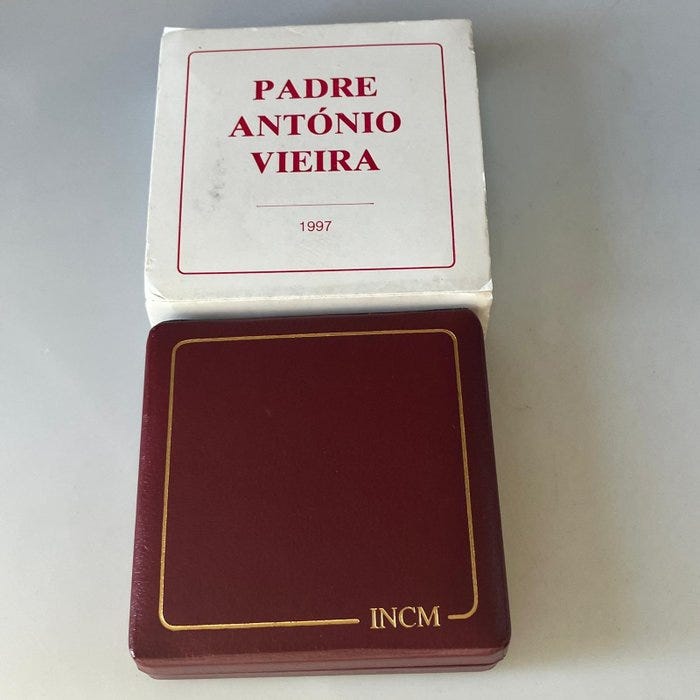 PADRE
ANTÓNIO
VIEIRA
1997
INCM